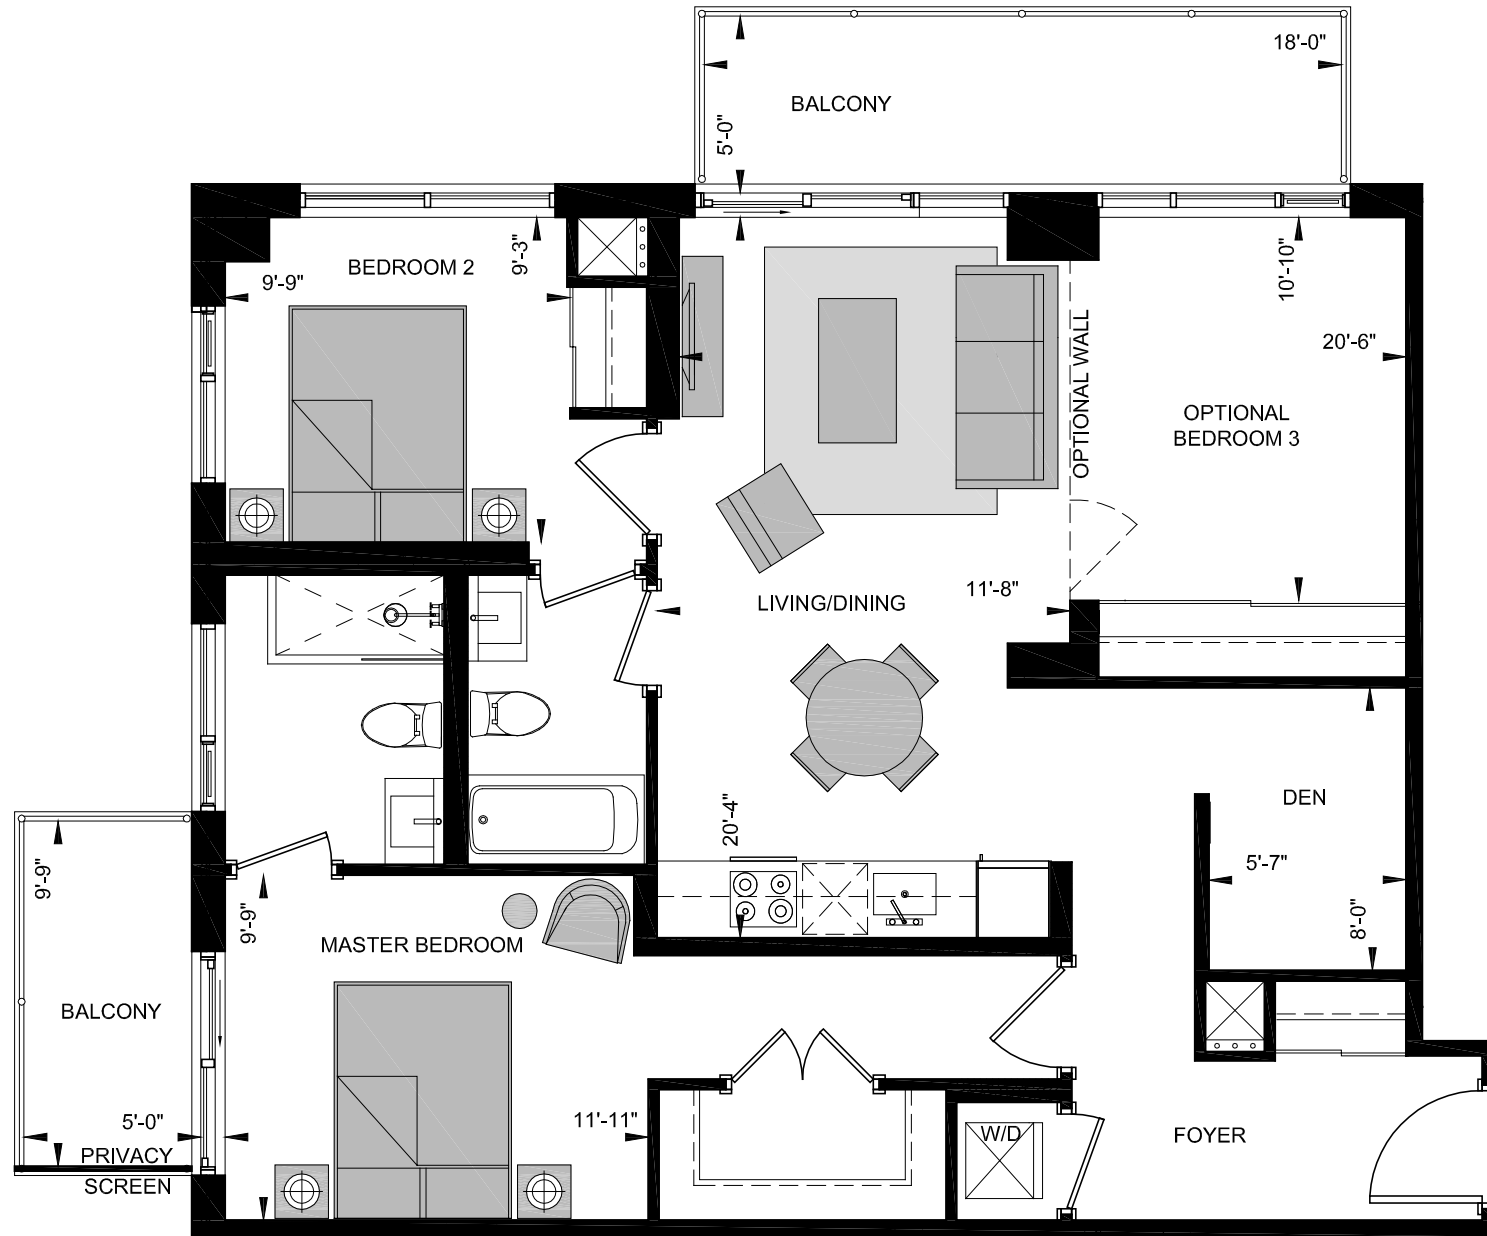 18'-0"
BALCONY
5'-0"
BEDROOM 2
9'-3"
9'-9"
10'-10"
20'-6"
OPTIONAL WALL
OPTIONAL
BEDROOM 3
LIVING/DINING
11'-8"
20'-4"
DEN
5'-7"
8'-0"
9'-9"
9'-9"
MASTER BEDROOM
BALCONY
5'-0"
11'-11"
PRIVACY
SCREEN
W/D
FOYER